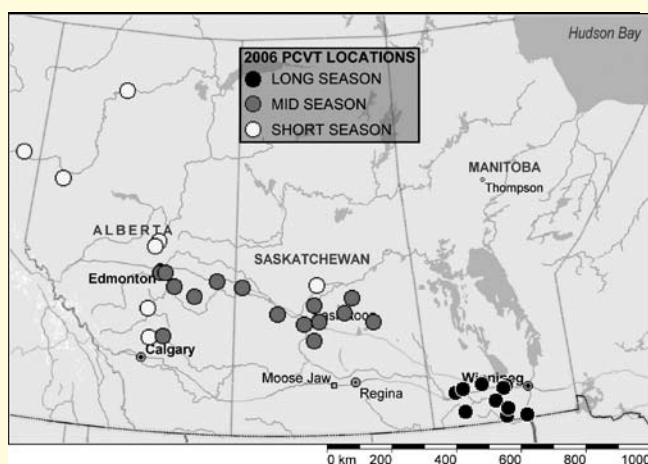 Hudson Bay
2006 PCVT LOCATIONS
LONG SEASON
MID SEASON
SHORT SEASON
MANITOBA
Thompson
ALBERTA
SASKATCHEWAN
Edmonton
Calgary
Winnipeg
Moose Jaw
Regina
0 km 200 400 600 800 1000